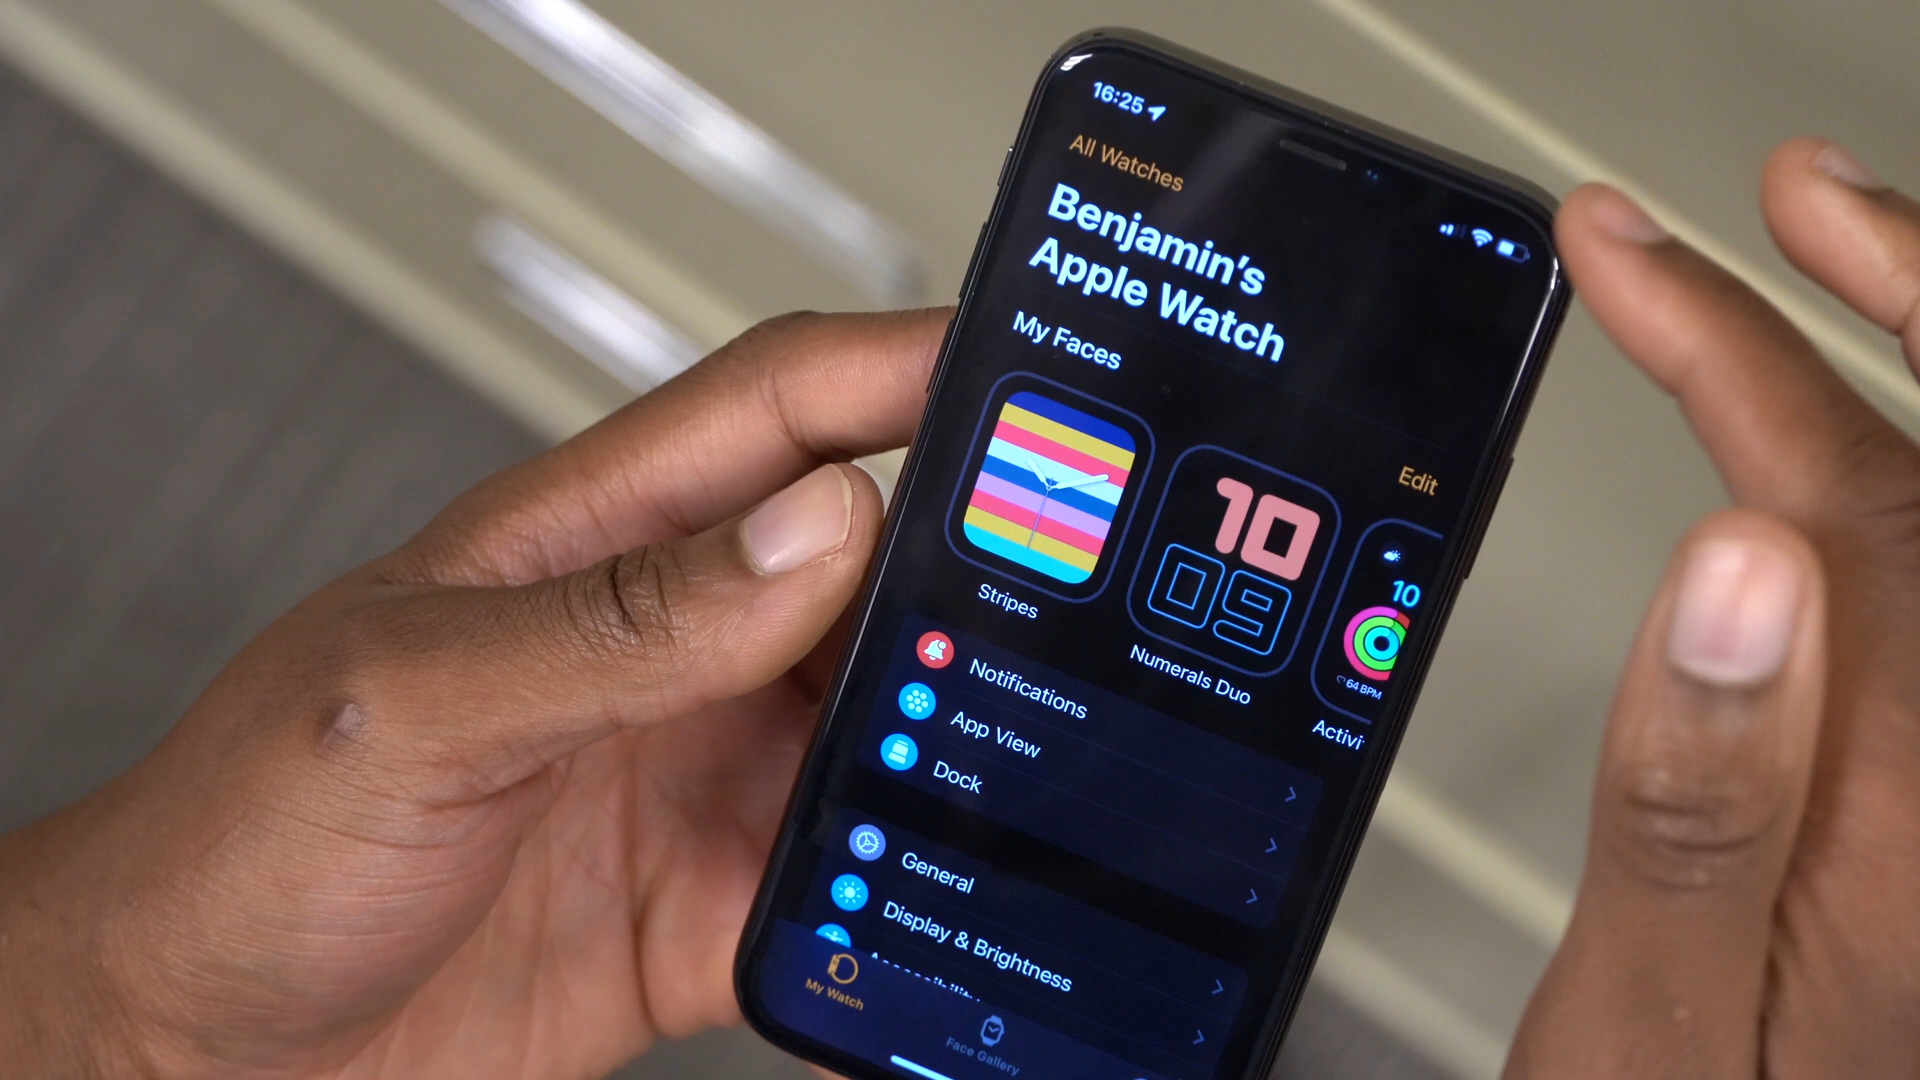 16:25
All Watches
Benjamin's
Apple Watch
My Faces
Edit
10
09
10
64 BPM
Stripes
Numerals Duo
Activi
Notifications
App View
Dock
General
Display & Brightness
My Watch
Face Gallery